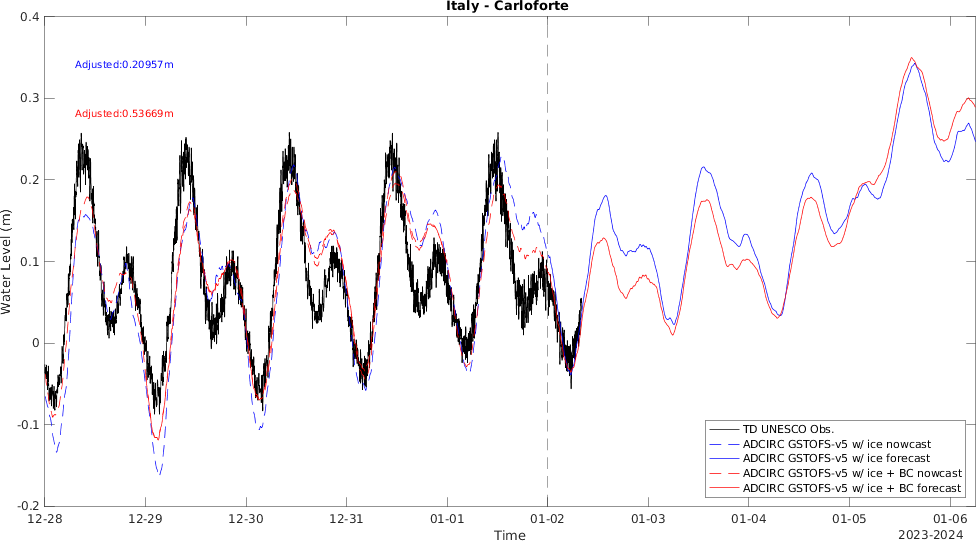 Italy - Carloforte
Adjusted:0.20957m
Adjusted:0.53669m
Water Level (m)
0.4
0.3
0.2
0.1
0
-0.1
-0.2
12-28
12-29
12-30
12-31
01-01
01-02
01-03
01-04
01-05
01-06
Time
2023-2024
TD UNESCO Obs.
ADCIRC GSTOFS-v5 w/ ice nowcast
ADCIRC GSTOFS-v5 w/ ice forecast
ADCIRC GSTOFS-v5 w/ ice + BC nowcast
ADCIRC GSTOFS-v5 w/ ice + BC forecast